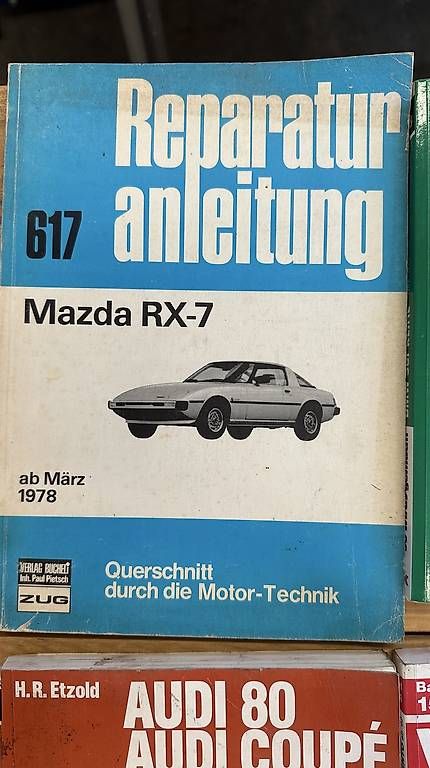 Reparatur
anleitung
617
Mazda RX-7
ab März
1978
VERLAG BUCHELI
Inh. Paul Pietsch
ZUG
Querschnitt
durch die Motor-Technik
H.R. Etzold
AUDI 80
AUDI COUPÉ
Ba